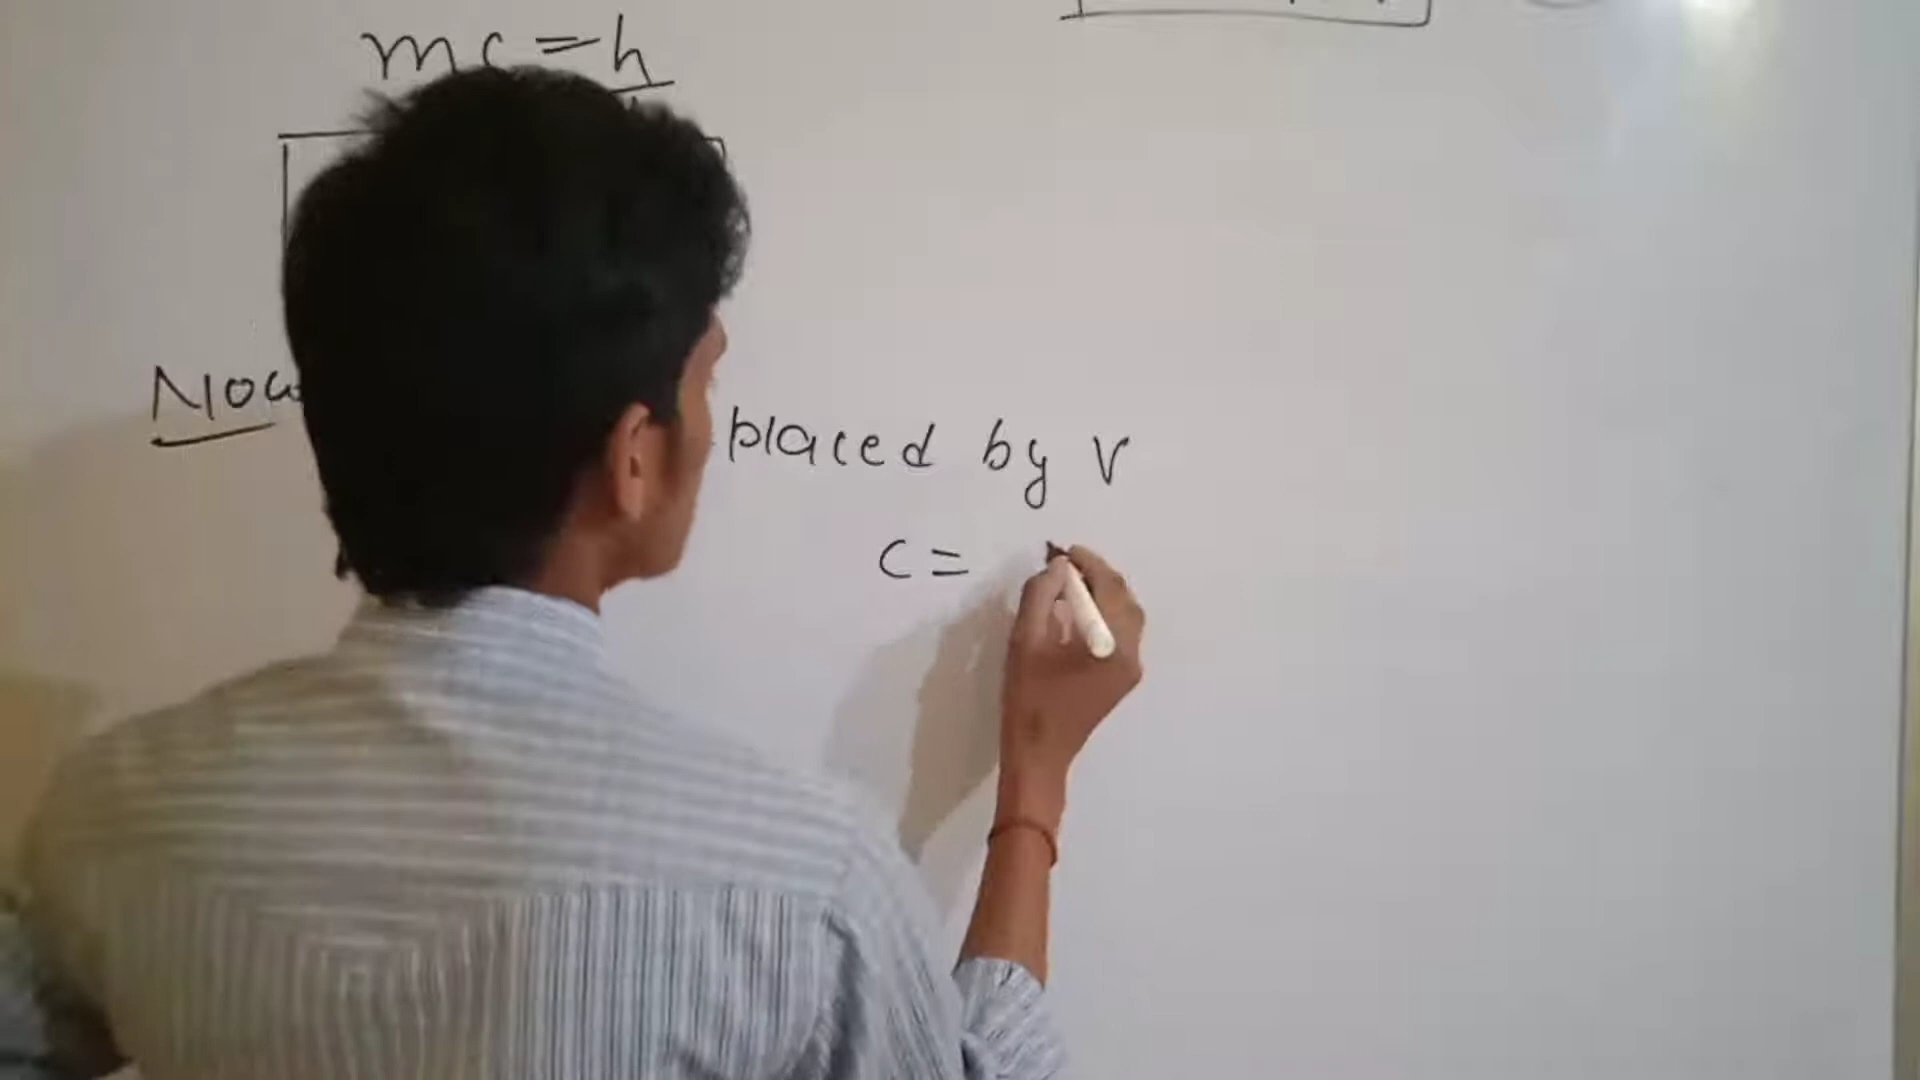 mc = h
Now placed by v
c =